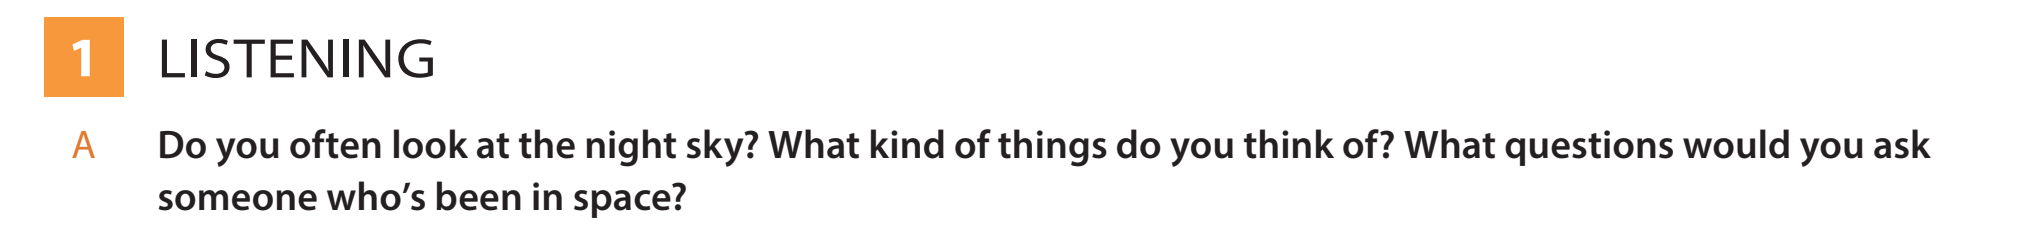 1 LISTENING
A Do you often look at the night sky? What kind of things do you think of? What questions would you ask
someone who’s been in space?